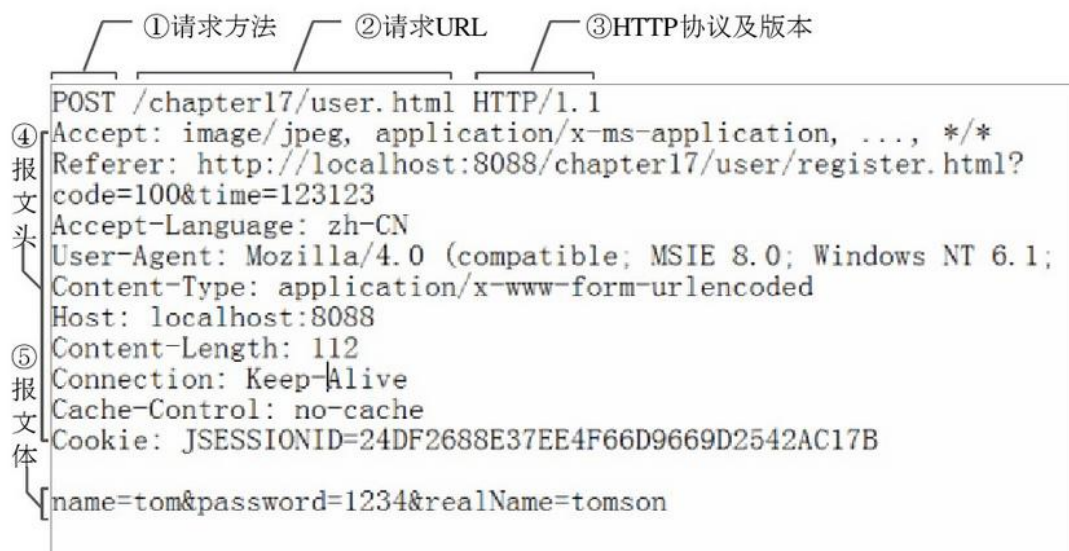 ①请求方法 ②请求URL ③HTTP协议及版本
POST /chapter17/user.html HTTP/1.1
④报文头
Accept: image/jpeg, application/x-ms-application, ..., */*
Referer: http://localhost:8088/chapter17/user/register.html?
code=100&time=123123
Accept-Language: zh-CN
User-Agent: Mozilla/4.0 (compatible; MSIE 8.0; Windows NT 6.1;
Content-Type: application/x-www-form-urlencoded
Host: localhost:8088
Content-Length: 112
Connection: Keep-Alive
Cache-Control: no-cache
Cookie: JSESSIONID=24DF2688E37EE4F66D9669D2542AC17B
⑤报文体
name=tom&password=1234&realName=tomson